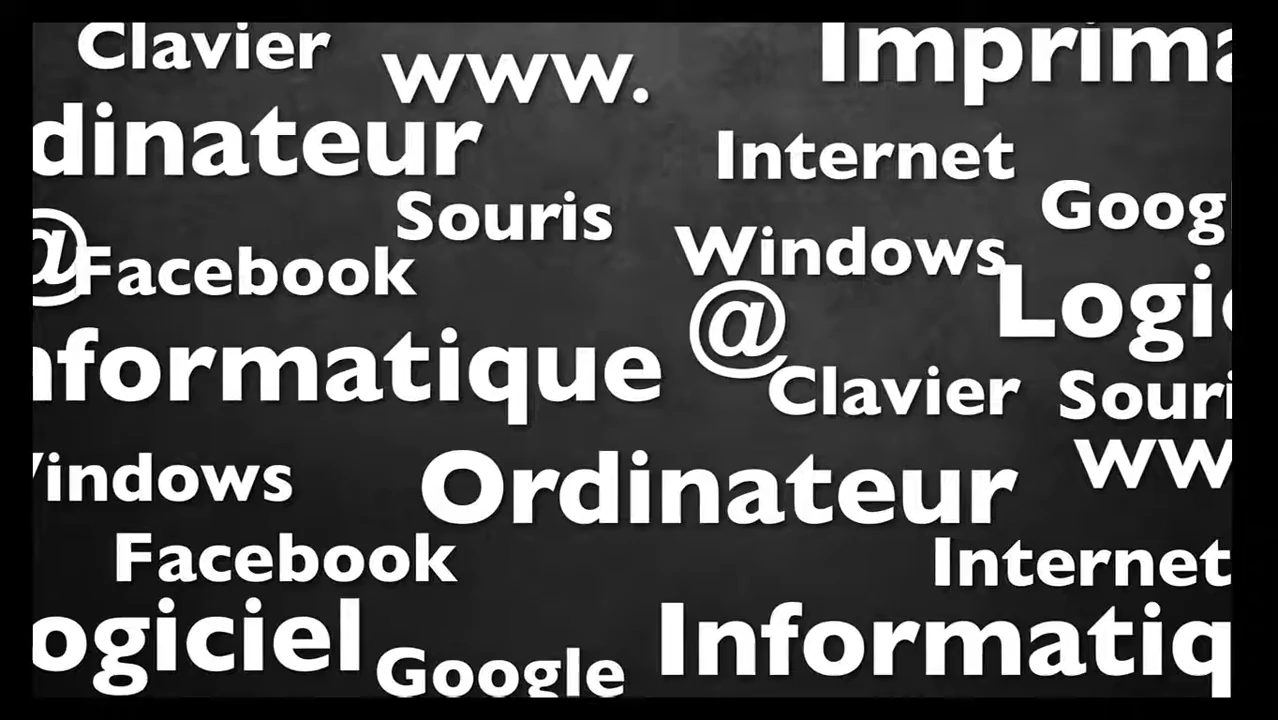 Clavier
www.
Imprima
dinateur
Internet
Souris
Goog
@
Facebook
Windows
Logic
@
nformatique
Clavier
Souri
indows
Ordinateur
ww
Facebook
Internet
ogiciel
Informatiq
Google